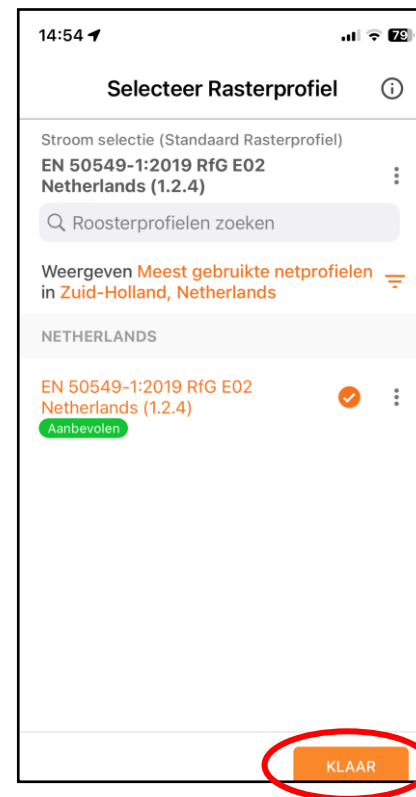 14:54
79
Selecteer Rasterprofiel
Stroom selectie (Standaard Rasterprofiel)
EN 50549-1:2019 RfG E02
Netherlands (1.2.4)
Roosterprofielen zoeken
Weergeven Meest gebruikte netprofielen
in Zuid-Holland, Netherlands
NETHERLANDS
EN 50549-1:2019 RfG E02
Netherlands (1.2.4)
Aanbevolen
KLAAR